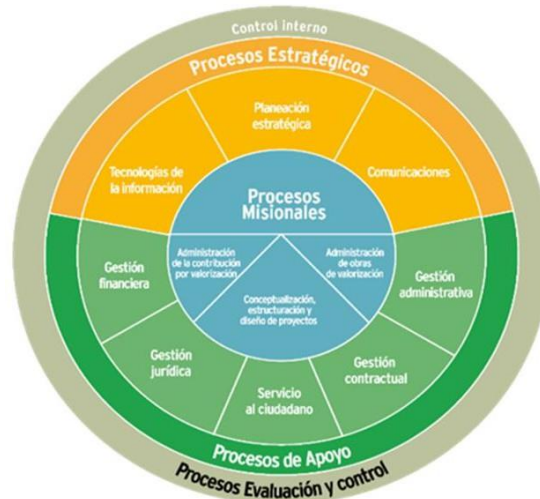 Control interno
Procesos Estratégicos
Planeación
estratégica
Tecnologías de
la información
Comunicaciones
Procesos
Misionales
Administración
de la contribución
por valorización
Administración
de obras
de valorización
Conceptualización,
estructuración y
diseño de proyectos
Gestión
financiera
Gestión
administrativa
Gestión
jurídica
Servicio
al ciudadano
Gestión
contractual
Procesos de Apoyo
Procesos Evaluación y control